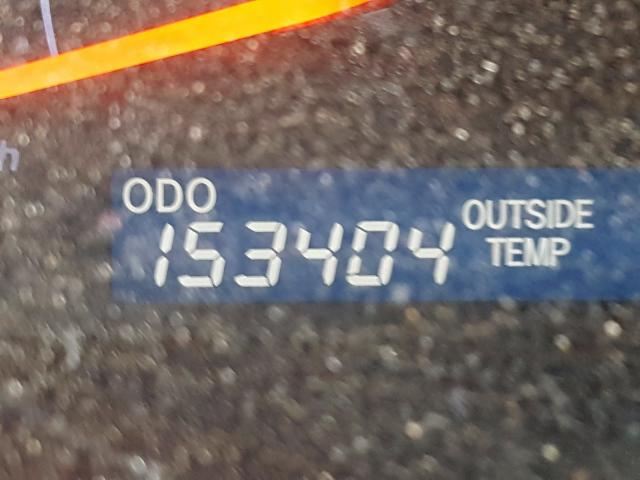 ODO
153404
OUTSIDE
TEMP
h